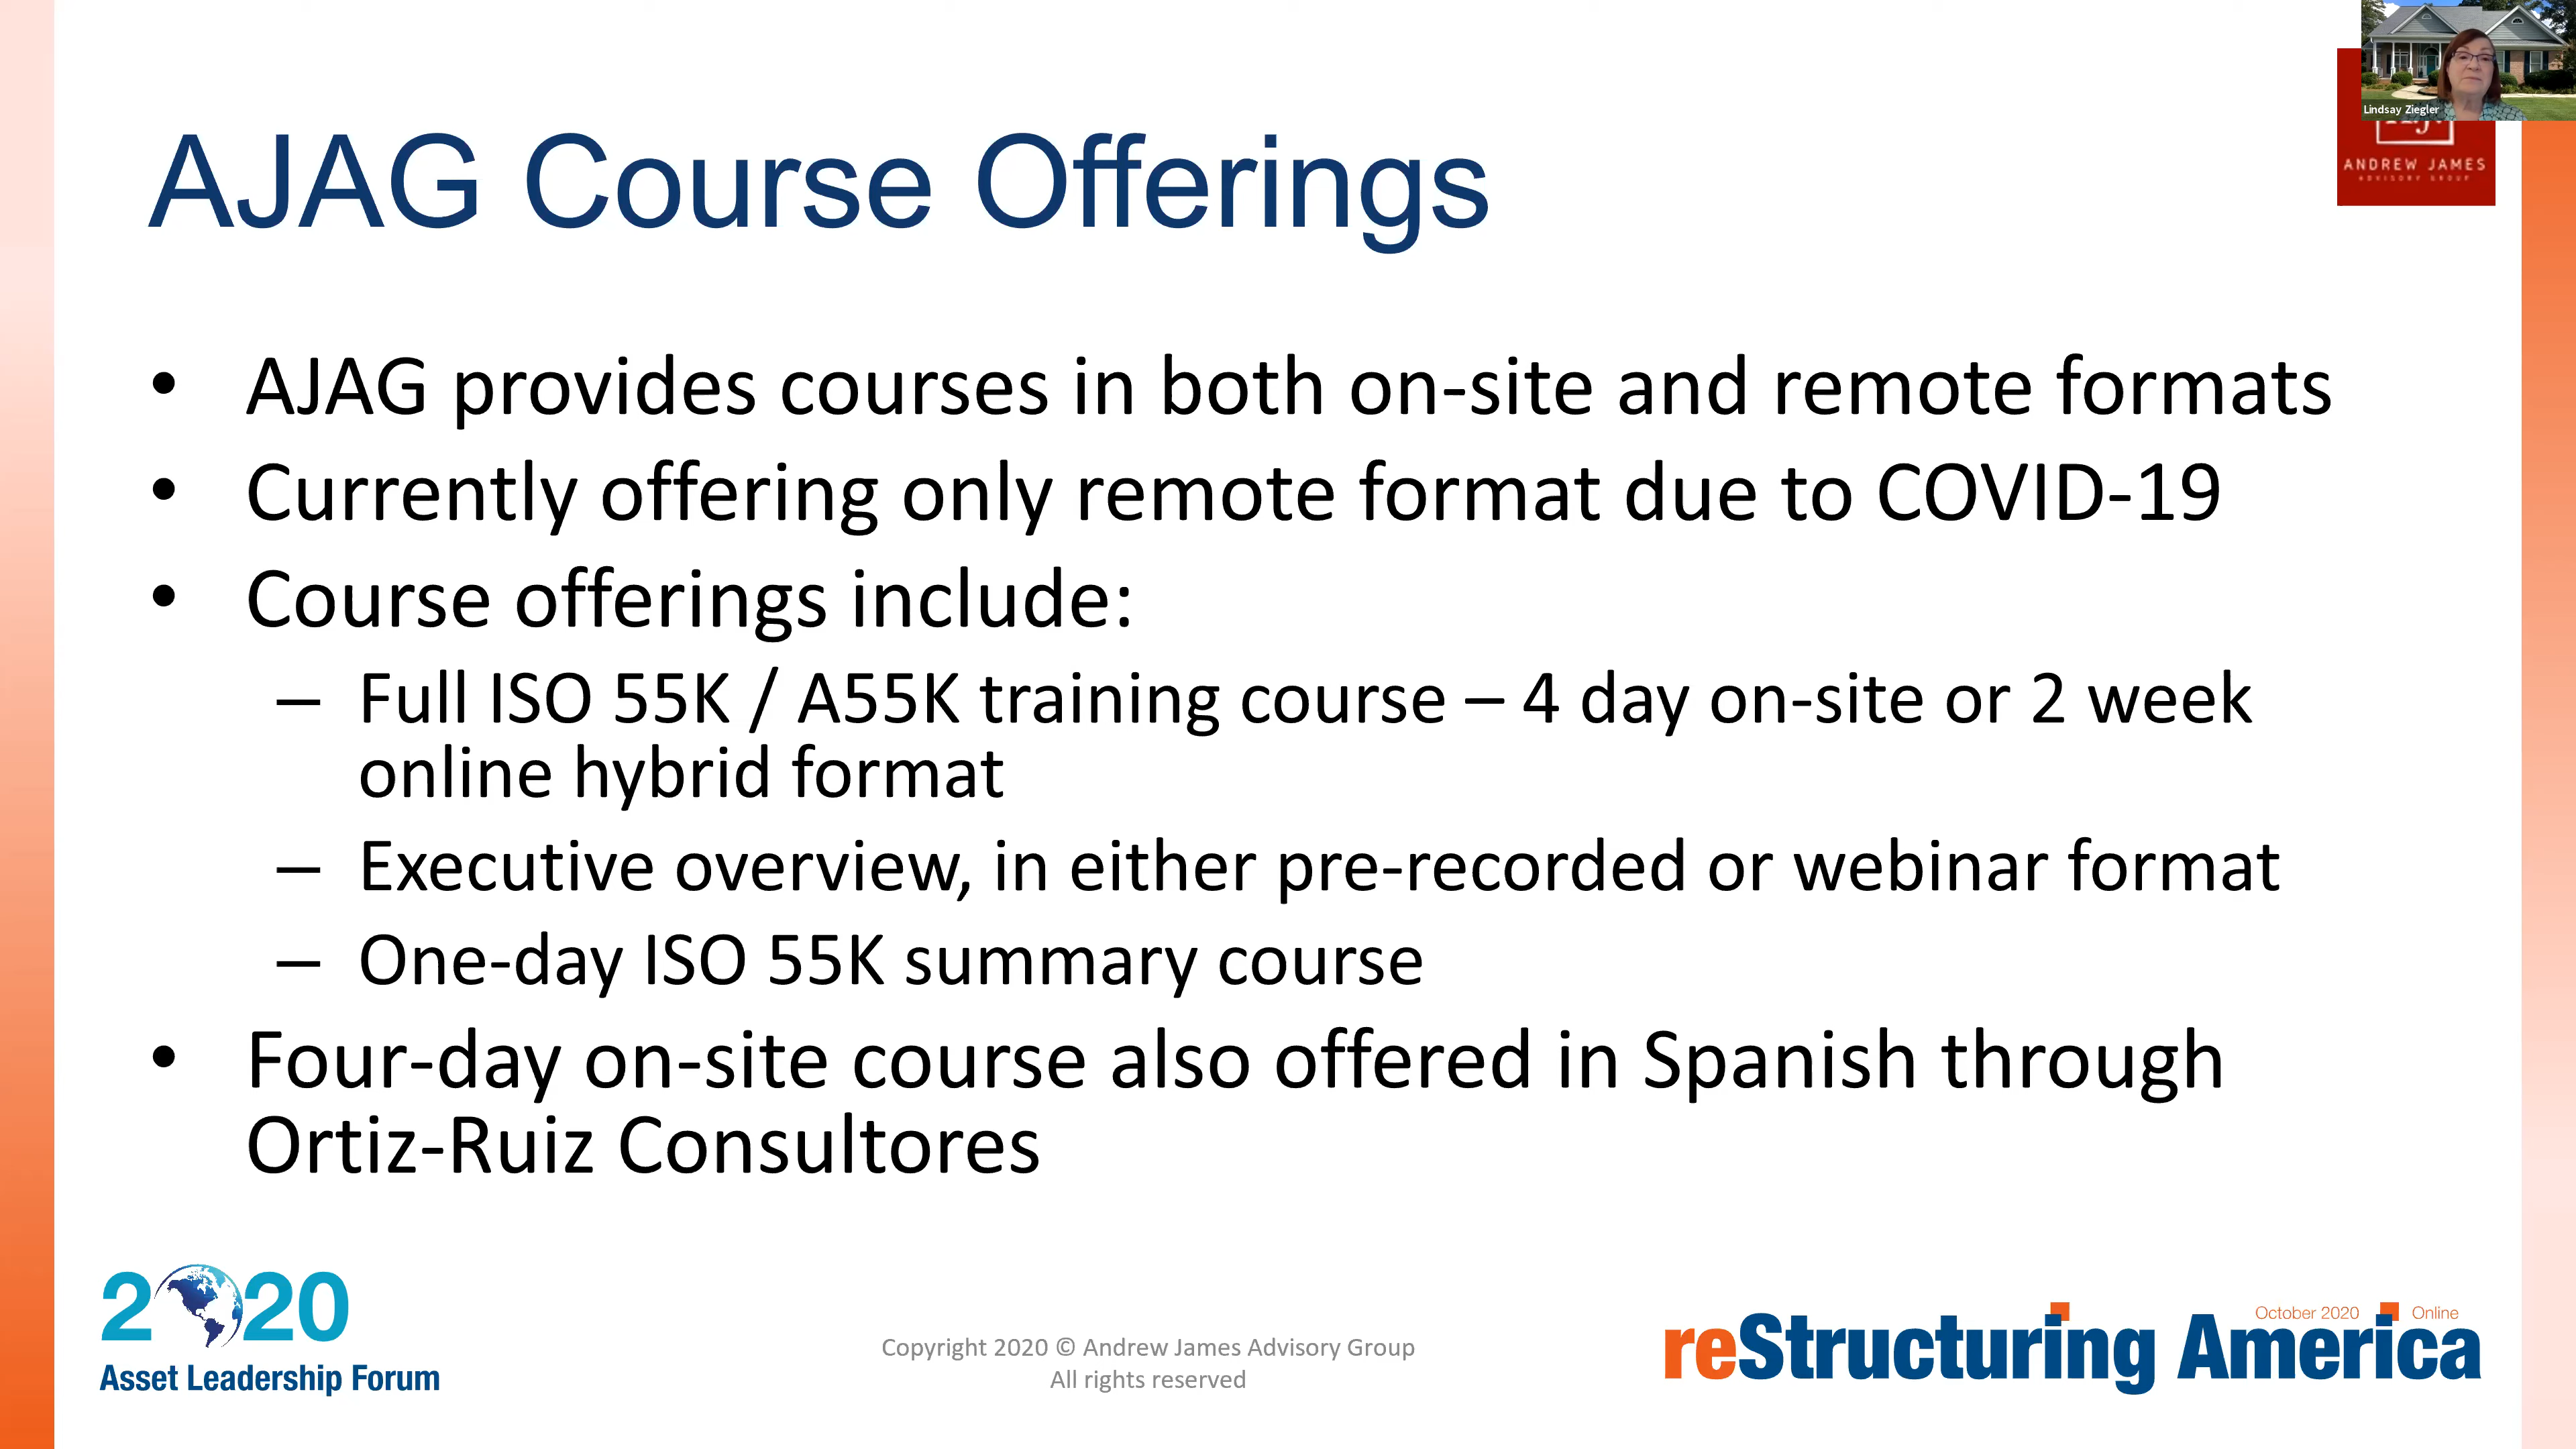 Lindsay Ziegler
ANDREW JAMES
ADVISORY GROUP
AJAG Course Offerings
• AJAG provides courses in both on-site and remote formats
• Currently offering only remote format due to COVID-19
• Course offerings include:
– Full ISO 55K / A55K training course – 4 day on-site or 2 week
online hybrid format
– Executive overview, in either pre-recorded or webinar format
– One-day ISO 55K summary course
• Four-day on-site course also offered in Spanish through
Ortiz-Ruiz Consultores
2020
Asset Leadership Forum
Copyright 2020 © Andrew James Advisory Group
All rights reserved
October 2020 Online
reStructuring America